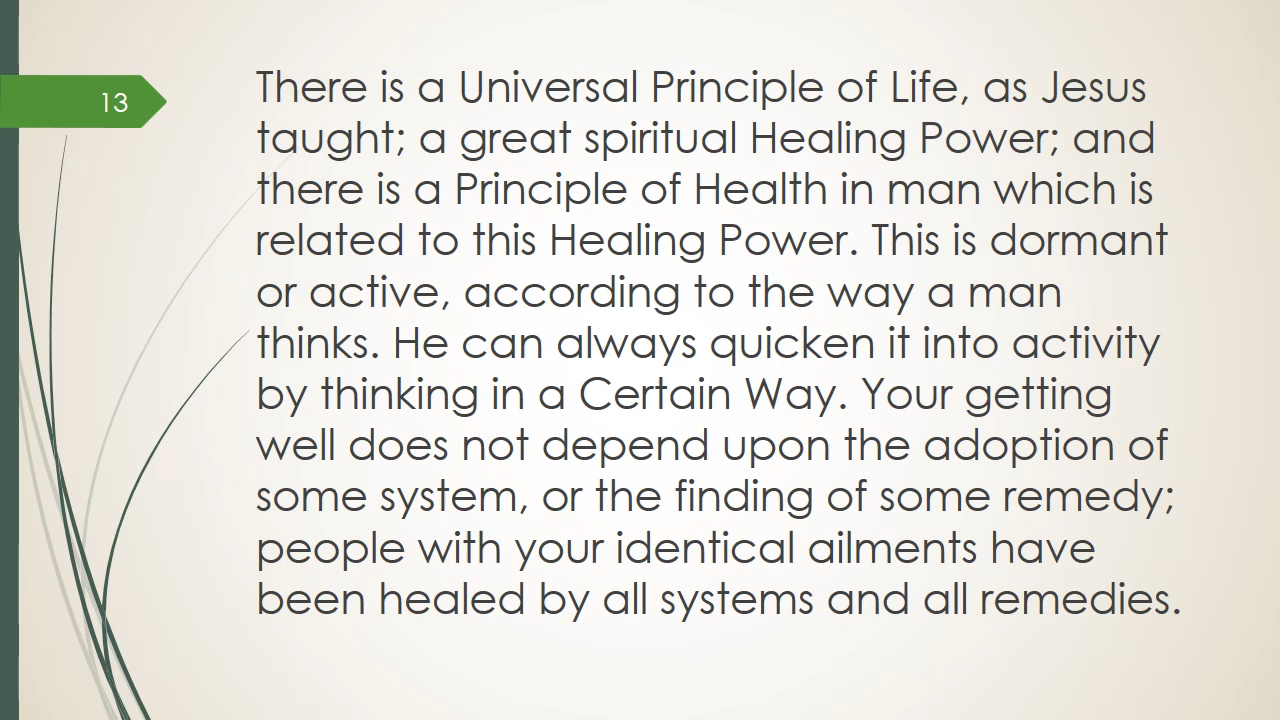 13
There is a Universal Principle of Life, as Jesus
taught; a great spiritual Healing Power; and
there is a Principle of Health in man which is
related to this Healing Power. This is dormant
or active, according to the way a man
thinks. He can always quicken it into activity
by thinking in a Certain Way. Your getting
well does not depend upon the adoption of
some system, or the finding of some remedy;
people with your identical ailments have
been healed by all systems and all remedies.